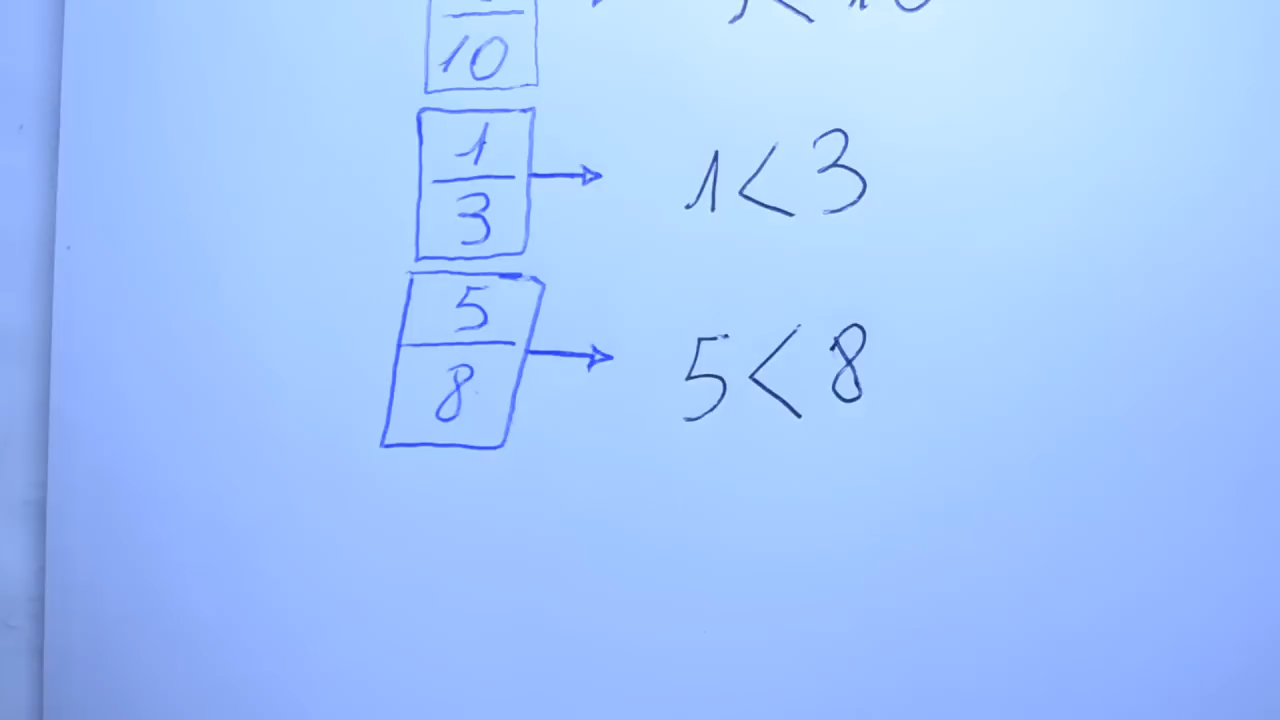 10
1/3 → 1 < 3
5/8 → 5 < 8